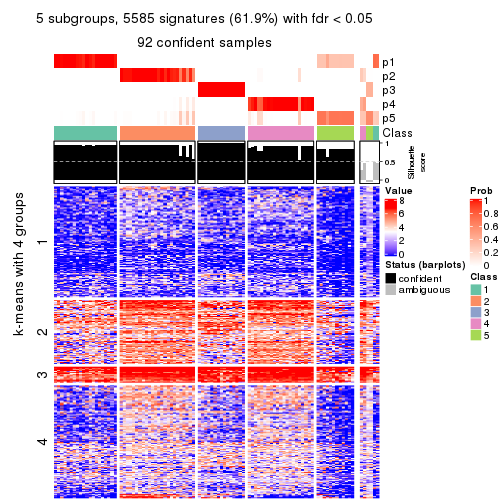 5 subgroups, 5585 signatures (61.9%) with fdr < 0.05
92 confident samples
p1
p2
p3
p4
p5
Class
1
0.5
0
Silhouette
score
k-means with 4 groups
1
2
3
4
Value
8
6
4
2
0
Status (barplots)
confident
ambiguous
Prob
1
0.8
0.6
0.4
0.2
0
Class
1
2
3
4
5